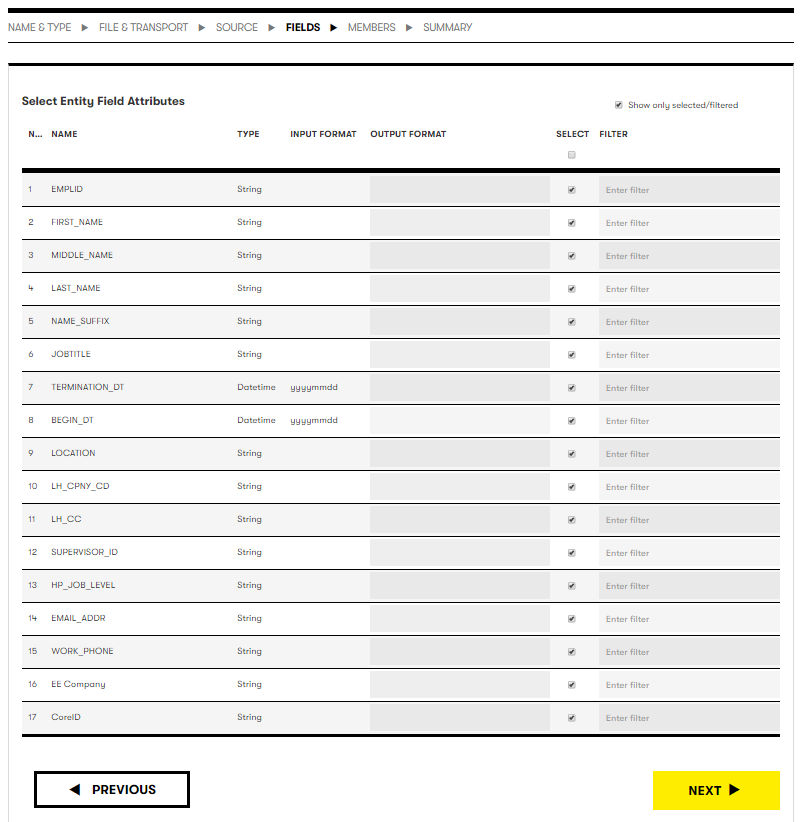 NAME & TYPE ▶ FILE & TRANSPORT ▶ SOURCE ▶ FIELDS ▶ MEMBERS ▶ SUMMARY
Select Entity Field Attributes
Show only selected/filtered
N... NAME TYPE INPUT FORMAT OUTPUT FORMAT SELECT FILTER
1 EMPLID String Enter filter
2 FIRST_NAME String Enter filter
3 MIDDLE_NAME String Enter filter
4 LAST_NAME String Enter filter
5 NAME_SUFFIX String Enter filter
6 JOBTITLE String Enter filter
7 TERMINATION_DT Datetime yyyymmdd Enter filter
8 BEGIN_DT Datetime yyyymmdd Enter filter
9 LOCATION String Enter filter
10 LH_CPNY_CD String Enter filter
11 LH_CC String Enter filter
12 SUPERVISOR_ID String Enter filter
13 HP_JOB_LEVEL String Enter filter
14 EMAIL_ADDR String Enter filter
15 WORK_PHONE String Enter filter
16 EE Company String Enter filter
17 CoreID String Enter filter
◀ PREVIOUS
NEXT ▶